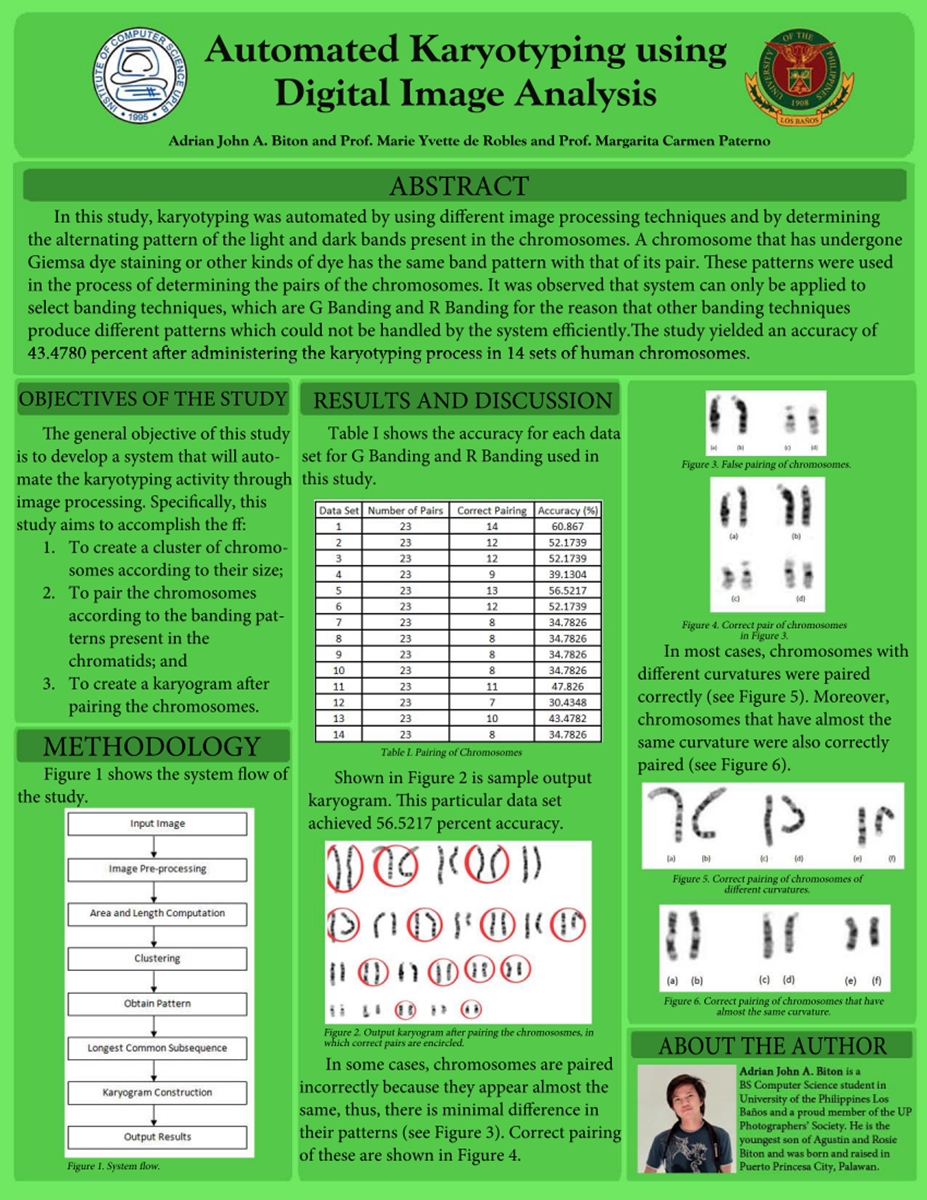 INSTITUTE OF COMPUTER SCIENCE UPLB
• 1995 •
Automated Karyotyping using
Digital Image Analysis
UNIVERSITY OF THE PHILIPPINES
1908
LOS BAÑOS
Adrian John A. Biton and Prof. Marie Yvette de Robles and Prof. Margarita Carmen Paterno
ABSTRACT
In this study, karyotyping was automated by using different image processing techniques and by determining
the alternating pattern of the light and dark bands present in the chromosomes. A chromosome that has undergone
Giemsa dye staining or other kinds of dye has the same band pattern with that of its pair. These patterns were used
in the process of determining the pairs of the chromosomes. It was observed that system can only be applied to
select banding techniques, which are G Banding and R Banding for the reason that other banding techniques
produce different patterns which could not be handled by the system efficiently.The study yielded an accuracy of
43.4780 percent after administering the karyotyping process in 14 sets of human chromosomes.
OBJECTIVES OF THE STUDY
The general objective of this study
is to develop a system that will auto-
mate the karyotyping activity through
image processing. Specifically, this
study aims to accomplish the ff:
1. To create a cluster of chromo-
somes according to their size;
2. To pair the chromosomes
according to the banding pat-
terns present in the
chromatids; and
3. To create a karyogram after
pairing the chromosomes.
METHODOLOGY
Figure 1 shows the system flow of
the study.
Input Image
Image Pre-processing
Area and Length Computation
Clustering
Obtain Pattern
Longest Common Subsequence
Karyogram Construction
Output Results
Figure 1. System flow.
RESULTS AND DISCUSSION
Table I shows the accuracy for each data
set for G Banding and R Banding used in
this study.
Data Set Number of Pairs Correct Pairing Accuracy (%)
1 23 14 60.867
2 23 12 52.1739
3 23 12 52.1739
4 23 9 39.1304
5 23 13 56.5217
6 23 12 52.1739
7 23 8 34.7826
8 23 8 34.7826
9 23 8 34.7826
10 23 8 34.7826
11 23 11 47.826
12 23 7 30.4348
13 23 10 43.4782
14 23 8 34.7826
Table I. Pairing of Chromosomes
Shown in Figure 2 is sample output
karyogram. This particular data set
achieved 56.5217 percent accuracy.
Figure 2. Output karyogram after pairing the chromososmes, in
which correct pairs are encircled.
In some cases, chromosomes are paired
incorrectly because they appear almost the
same, thus, there is minimal difference in
their patterns (see Figure 3). Correct pairing
of these are shown in Figure 4.
(a) (b) (c) (d)
Figure 3. False pairing of chromosomes.
(a) (b)
(c) (d)
Figure 4. Correct pair of chromosomes
in Figure 3.
In most cases, chromosomes with
different curvatures were paired
correctly (see Figure 5). Moreover,
chromosomes that have almost the
same curvature were also correctly
paired (see Figure 6).
(a) (b) (c) (d) (e) (f)
Figure 5. Correct pairing of chromosomes of
different curvatures.
(a) (b) (c) (d) (e) (f)
Figure 6. Correct pairing of chromosomes that have
almost the same curvature.
ABOUT THE AUTHOR
Adrian John A. Biton is a
BS Computer Science student in
University of the Philippines Los
Baños and a proud member of the UP
Photographers' Society. He is the
youngest son of Agustin and Rosie
Biton and was born and raised in
Puerto Princesa City, Palawan.